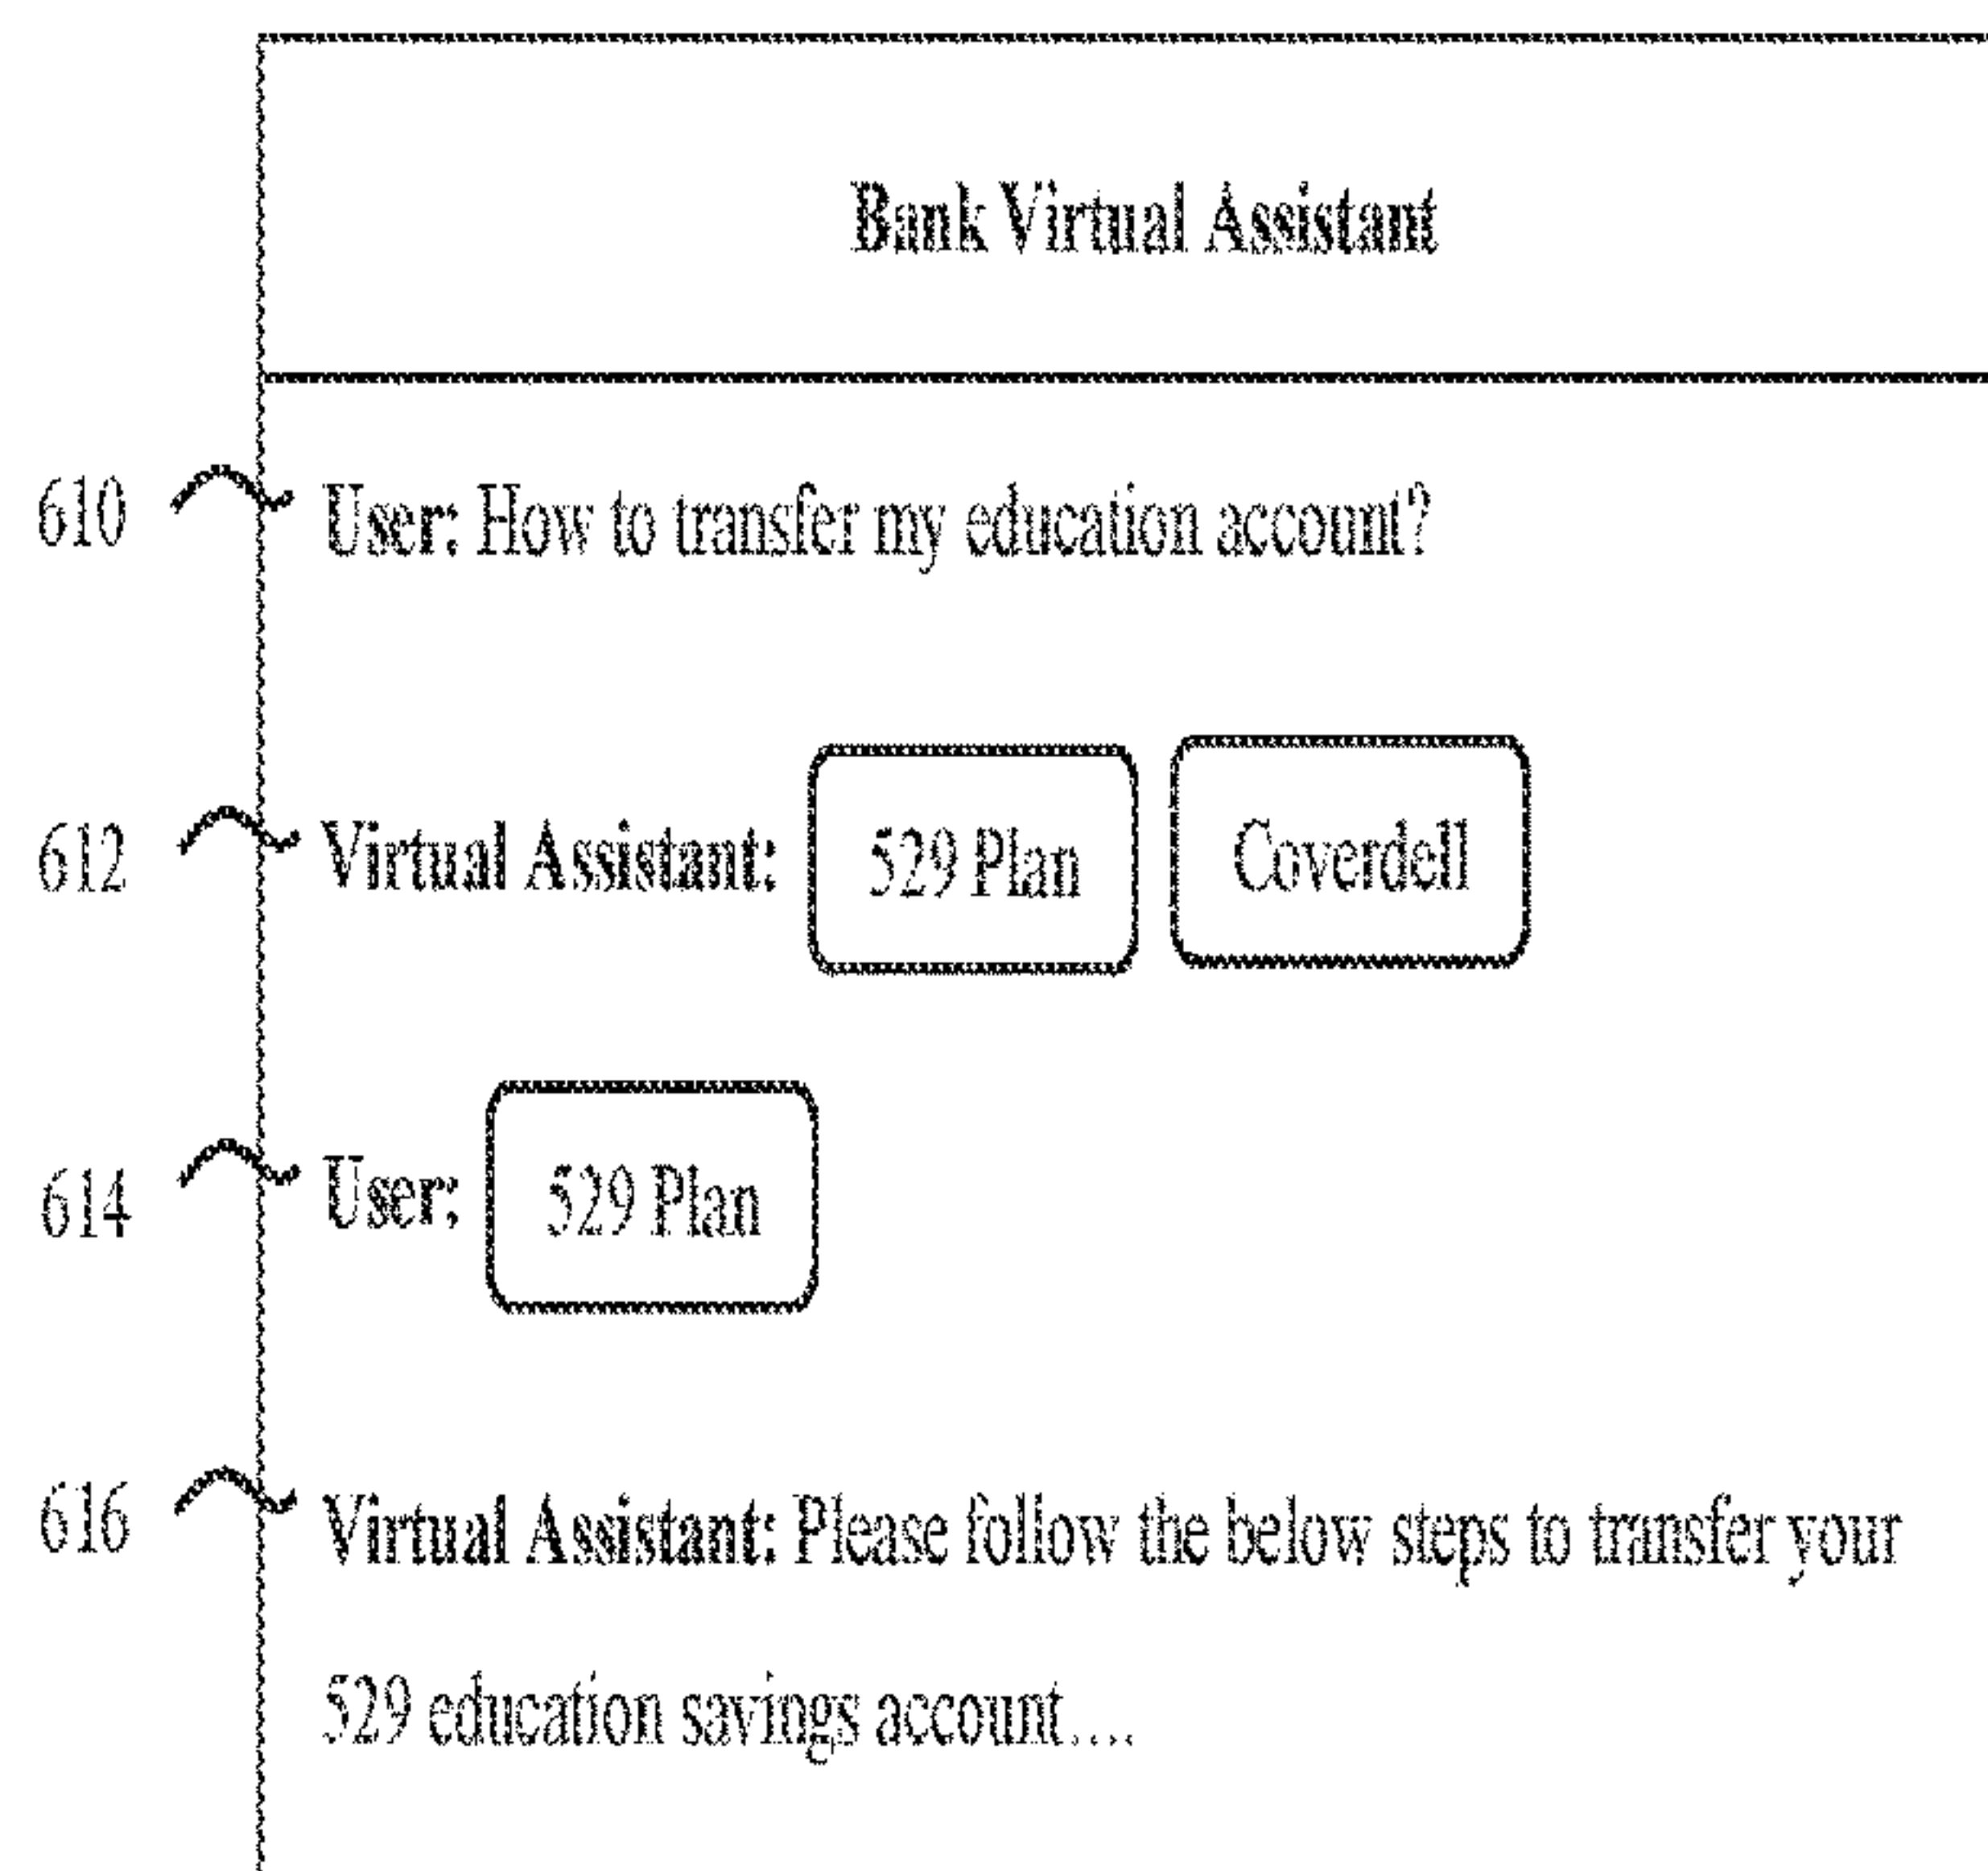 Bank Virtual Assistant
610 User: How to transfer my education account?
612 Virtual Assistant: 529 Plan Coverdell
614 User: 529 Plan
616 Virtual Assistant: Please follow the below steps to transfer your
529 education savings account....